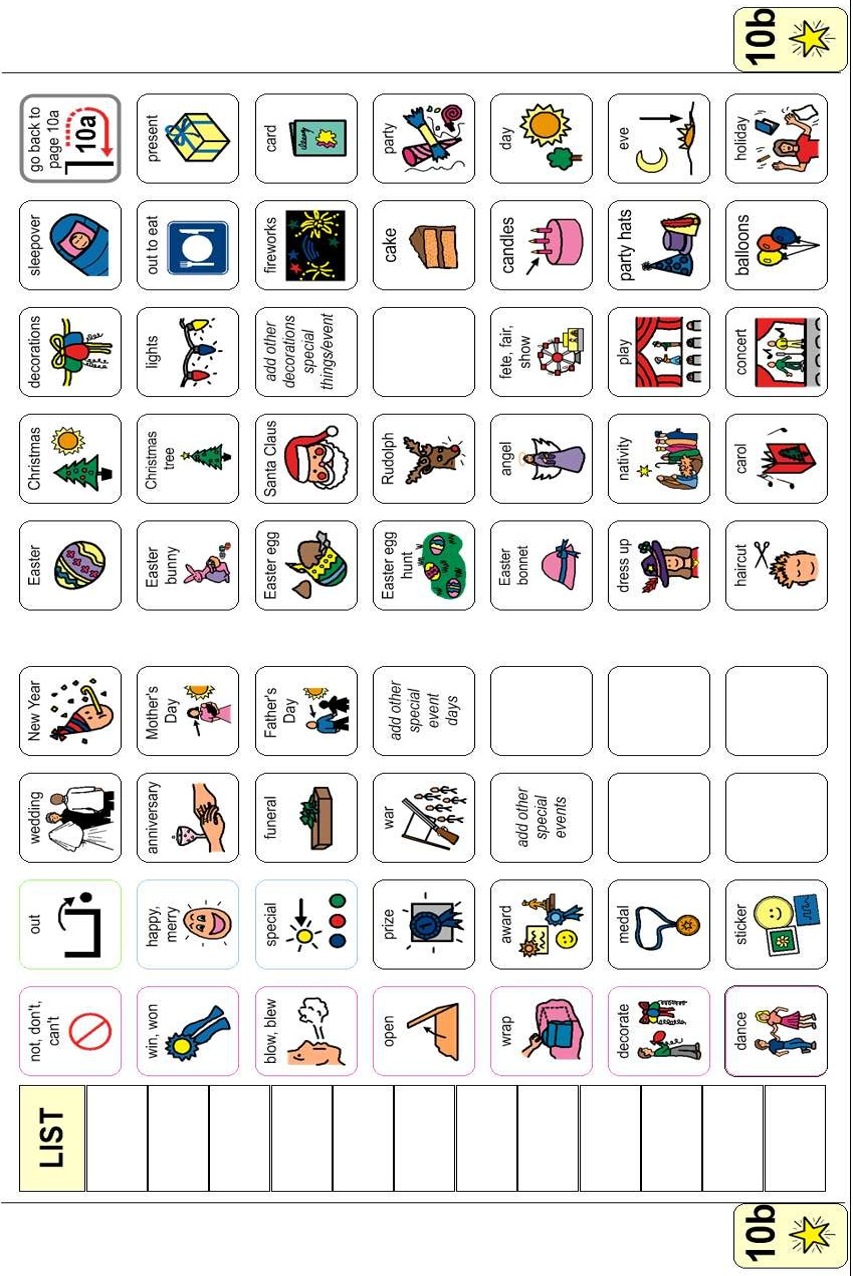 LIST
not, don't,
can't
out
wedding
New Year
Easter
Christmas
decorations
sleepover
go back to
page 10a
10a
win, won
happy,
merry
anniversary
Mother's
Day
Easter
bunny
Christmas
tree
lights
out to eat
present
blow, blew
special
funeral
Father's
Day
Easter egg
Santa Claus
add other
decorations
special
things/event
fireworks
card
open
prize
1
war
add other
special
event
days
Easter egg
hunt
Rudolph
cake
party
wrap
award
add other
special
events
Easter
bonnet
angel
fete, fair,
show
candles
day
decorate
medal
dress up
nativity
play
party hats
eve
dance
sticker
haircut
carol
concert
balloons
holiday
10b
10b